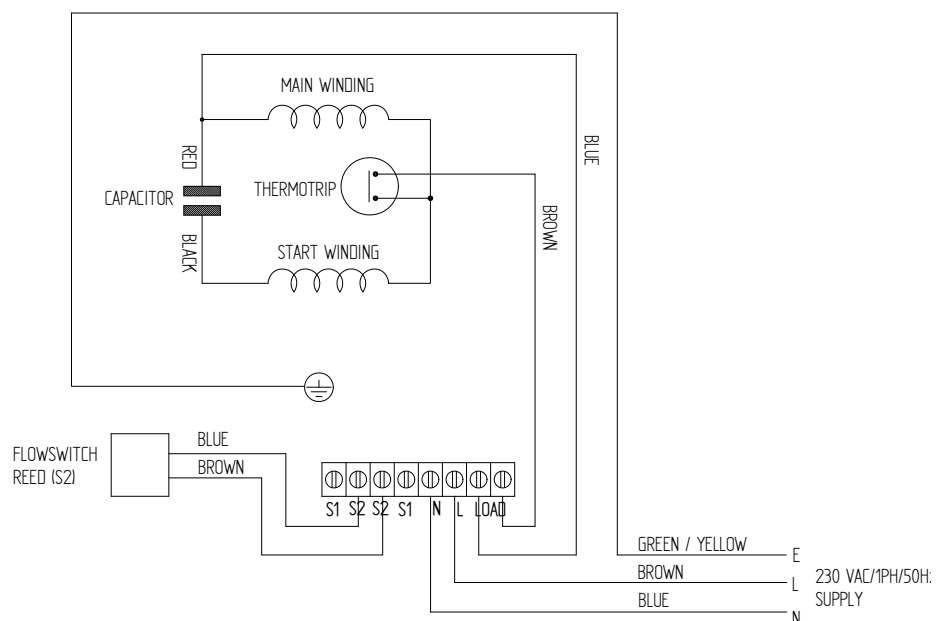 MAIN WINDING
RED
BLUE
CAPACITOR
THERMOTRIP
BROWN
BLACK
START WINDING
FLOWSWITCH
REED (S2)
BLUE
BROWN
S1 S2 S2 S1 N L LOAD
GREEN / YELLOW E
BROWN L
BLUE N
230 VAC/1PH/50Hz
SUPPLY